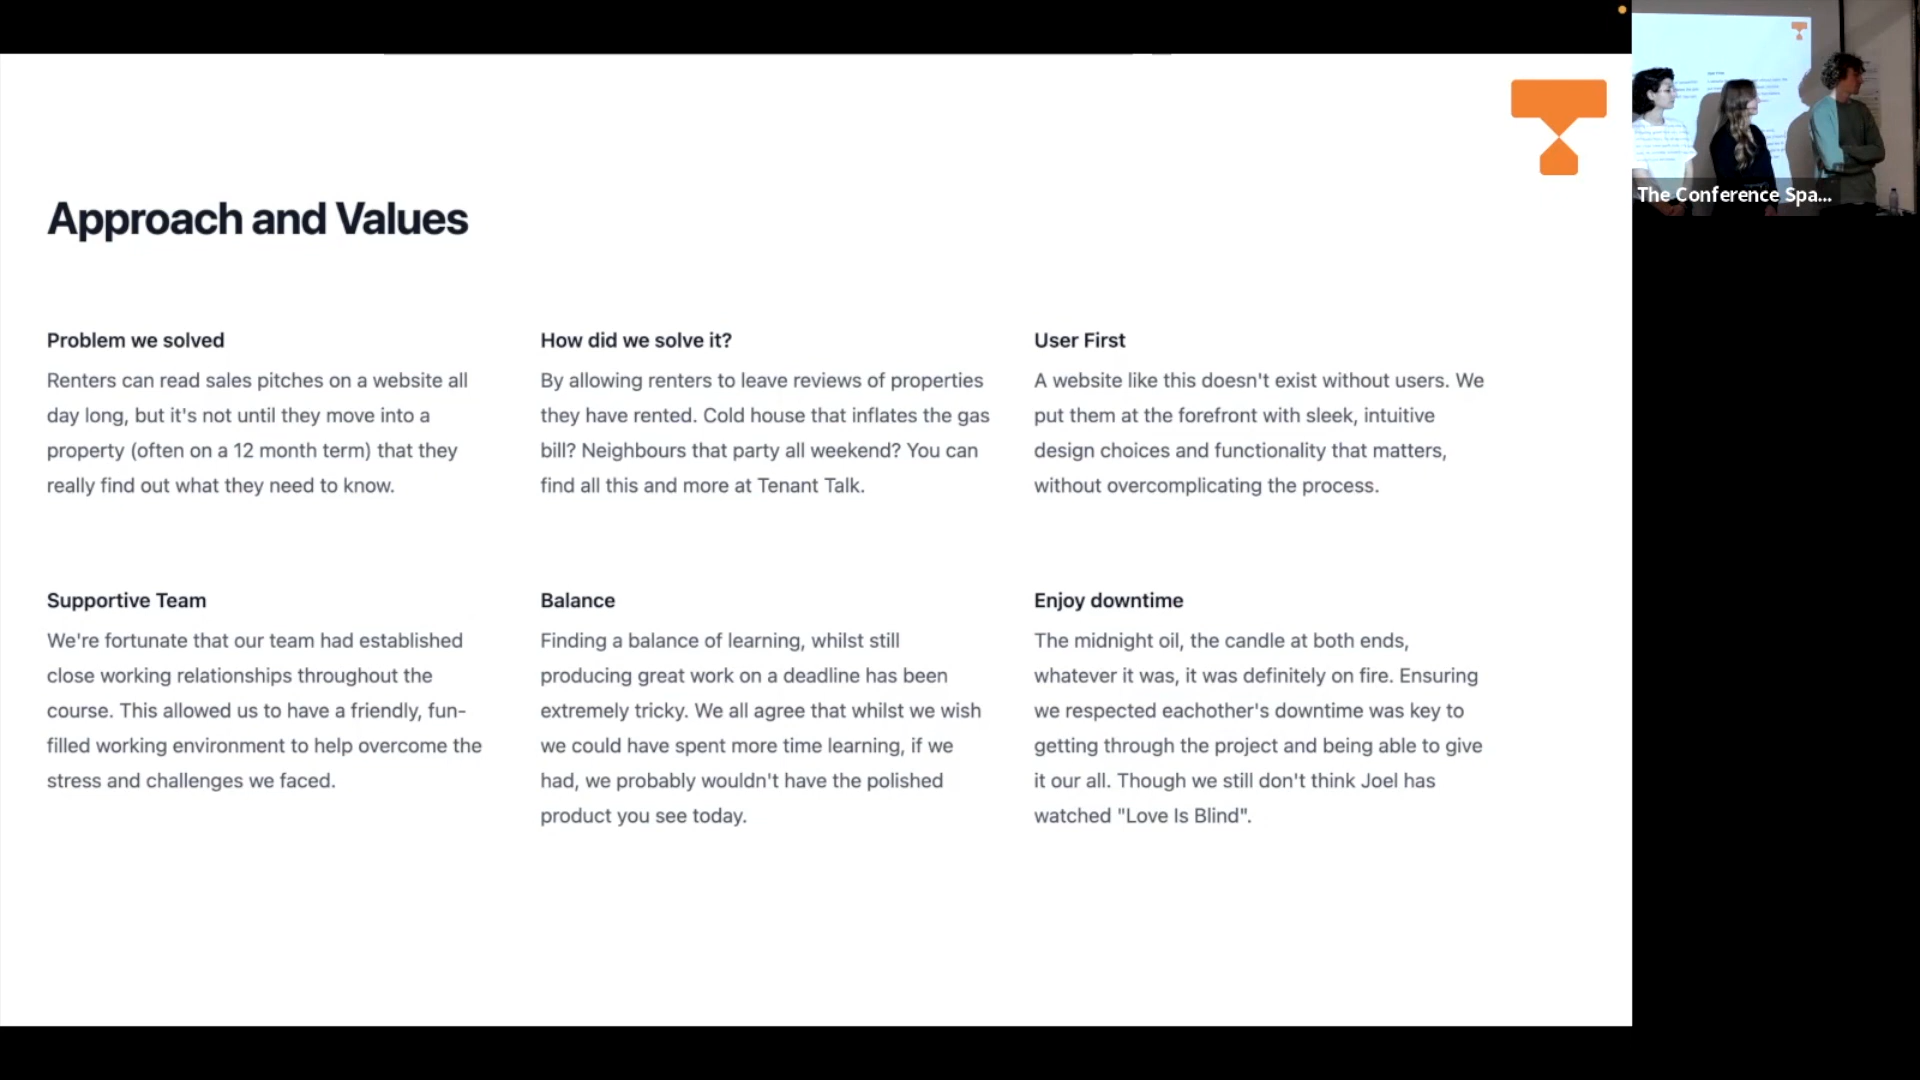 Approach and Values
Problem we solved
Renters can read sales pitches on a website all
day long, but it's not until they move into a
property (often on a 12 month term) that they
really find out what they need to know.
How did we solve it?
By allowing renters to leave reviews of properties
they have rented. Cold house that inflates the gas
bill? Neighbours that party all weekend? You can
find all this and more at Tenant Talk.
User First
A website like this doesn't exist without users. We
put them at the forefront with sleek, intuitive
design choices and functionality that matters,
without overcomplicating the process.
Supportive Team
We're fortunate that our team had established
close working relationships throughout the
course. This allowed us to have a friendly, fun-
filled working environment to help overcome the
stress and challenges we faced.
Balance
Finding a balance of learning, whilst still
producing great work on a deadline has been
extremely tricky. We all agree that whilst we wish
we could have spent more time learning, if we
had, we probably wouldn't have the polished
product you see today.
Enjoy downtime
The midnight oil, the candle at both ends,
whatever it was, it was definitely on fire. Ensuring
we respected eachother's downtime was key to
getting through the project and being able to give
it our all. Though we still don't think Joel has
watched "Love Is Blind".
The Conference Spa...